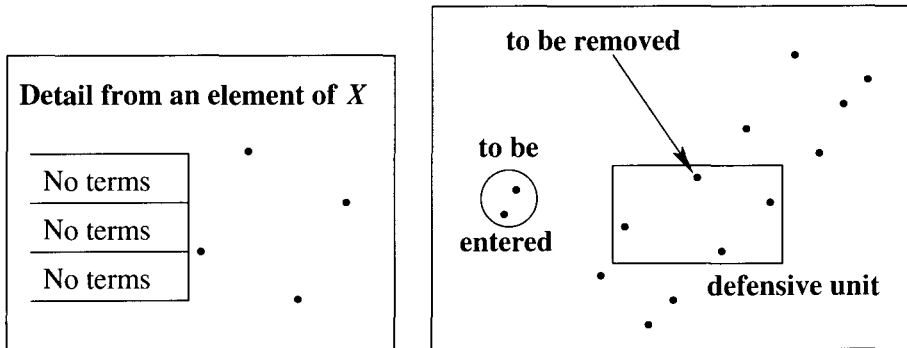 Detail from an element of X
No terms
No terms
No terms
to be removed
to be
entered
defensive unit